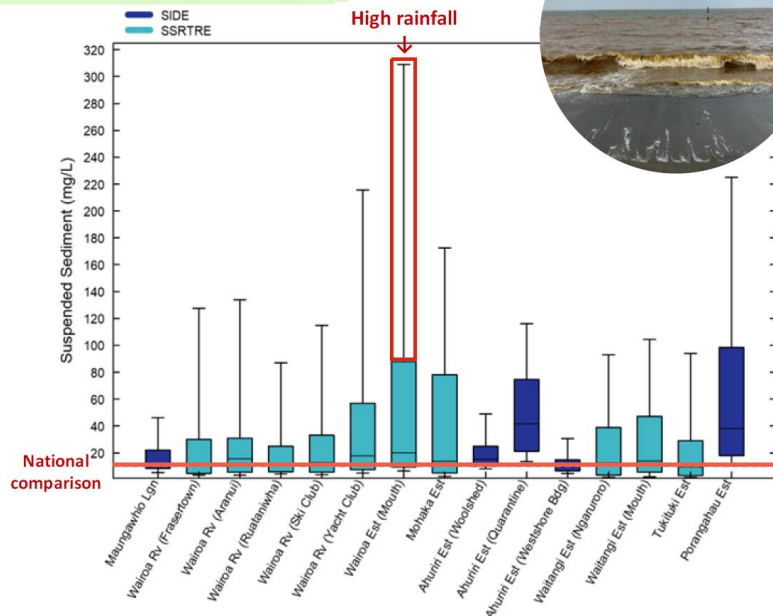 SIDE
SSRTRE
High rainfall
Suspended Sediment (mg/L)
320
300
280
260
240
220
200
180
160
140
120
100
80
60
40
20
National
comparison
Maungawhio Lgn
Wairoa Rv (Frasertown)
Wairoa Rv (Aranui)
Wairoa Rv (Ruataniwha)
Wairoa Rv (Ski Club)
Wairoa Rv (Yacht Club)
Wairoa Est (Mouth)
Mohaka Est
Ahuriri Est (Woolshed)
Ahuriri Est (Quarantine)
Ahuriri Est (Westshore Bdg)
Waitangi Est (Ngaruroro)
Waitangi Est (Mouth)
Tukituki Est
Porangahau Est